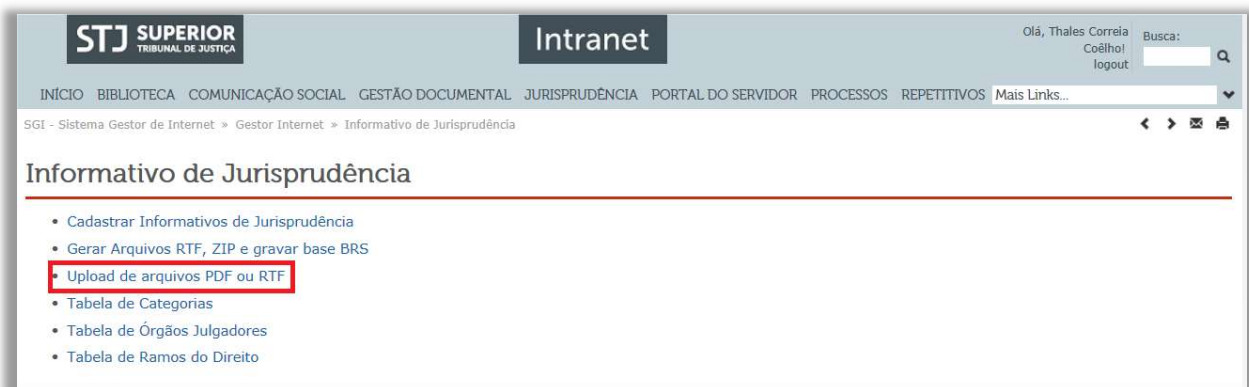 STJ SUPERIOR
TRIBUNAL DE JUSTIÇA
Intranet
Olá, Thales Correia
Coêlho!
logout
Busca:
INÍCIO BIBLIOTECA COMUNICAÇÃO SOCIAL GESTÃO DOCUMENTAL JURISPRUDÊNCIA PORTAL DO SERVIDOR PROCESSOS REPETITIVOS Mais Links...
SGI - Sistema Gestor de Internet » Gestor Internet » Informativo de Jurisprudência
Informativo de Jurisprudência
• Cadastrar Informativos de Jurisprudência
• Gerar Arquivos RTF, ZIP e gravar base BRS
• Upload de arquivos PDF ou RTF
• Tabela de Categorias
• Tabela de Órgãos Julgadores
• Tabela de Ramos do Direito